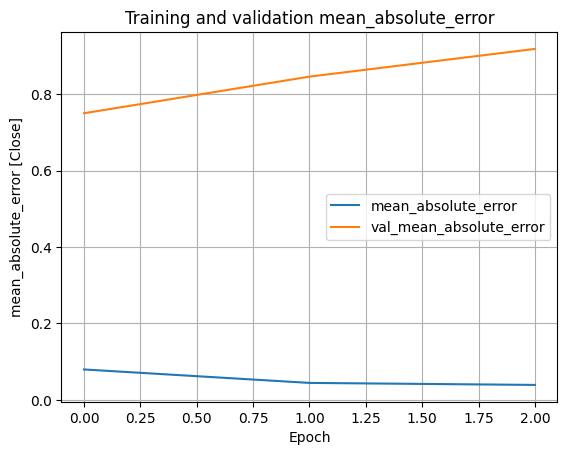 Training and validation mean_absolute_error
mean_absolute_error [Close]
0.8
0.6
0.4
0.2
0.0
mean_absolute_error
val_mean_absolute_error
0.00 0.25 0.50 0.75 1.00 1.25 1.50 1.75 2.00
Epoch